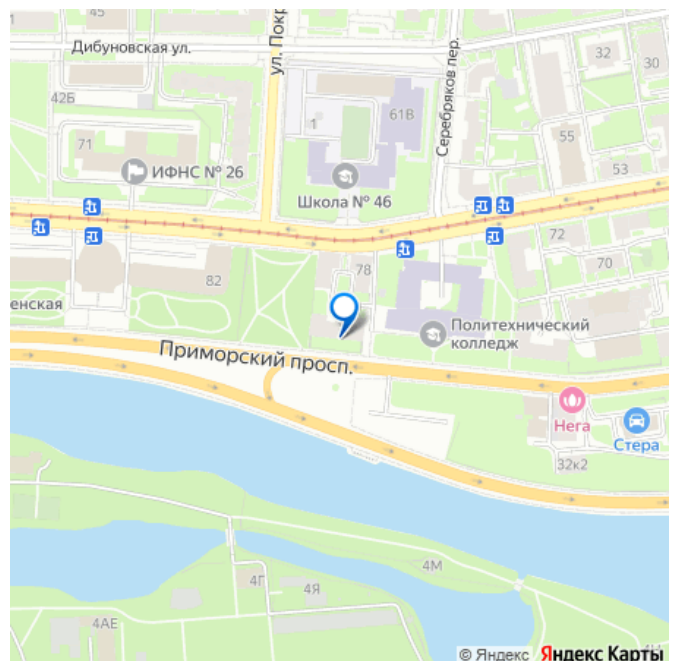 45
Дибуновская ул.
ул. Покр
Серебряков пер.
32
30
42Б
61В
1
71
55
ИФНС № 26
53
Школа № 46
72
78
70
82
енская
Политехнический
колледж
Приморский просп.
Нега
Стера
32к2
4М
4Г
4Я
4АЕ
4Н
© Яндекс Яндекс Карты